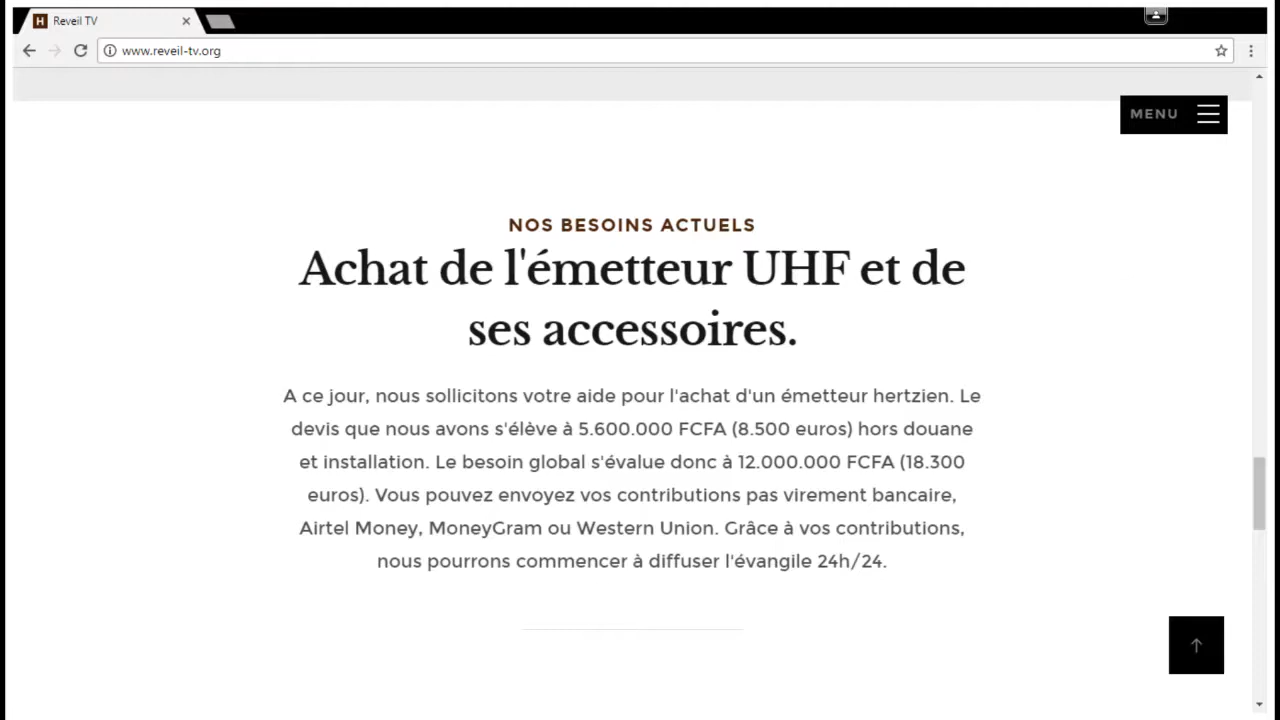 Reveil TV
www.reveil-tv.org
MENU
NOS BESOINS ACTUELS
Achat de l'émetteur UHF et de
ses accessoires.
A ce jour, nous sollicitons votre aide pour l'achat d'un émetteur hertzien. Le
devis que nous avons s'élève à 5.600.000 FCFA (8.500 euros) hors douane
et installation. Le besoin global s'évalue donc à 12.000.000 FCFA (18.300
euros). Vous pouvez envoyez vos contributions pas virement bancaire,
Airtel Money, MoneyGram ou Western Union. Grâce à vos contributions,
nous pourrons commencer à diffuser l'évangile 24h/24.